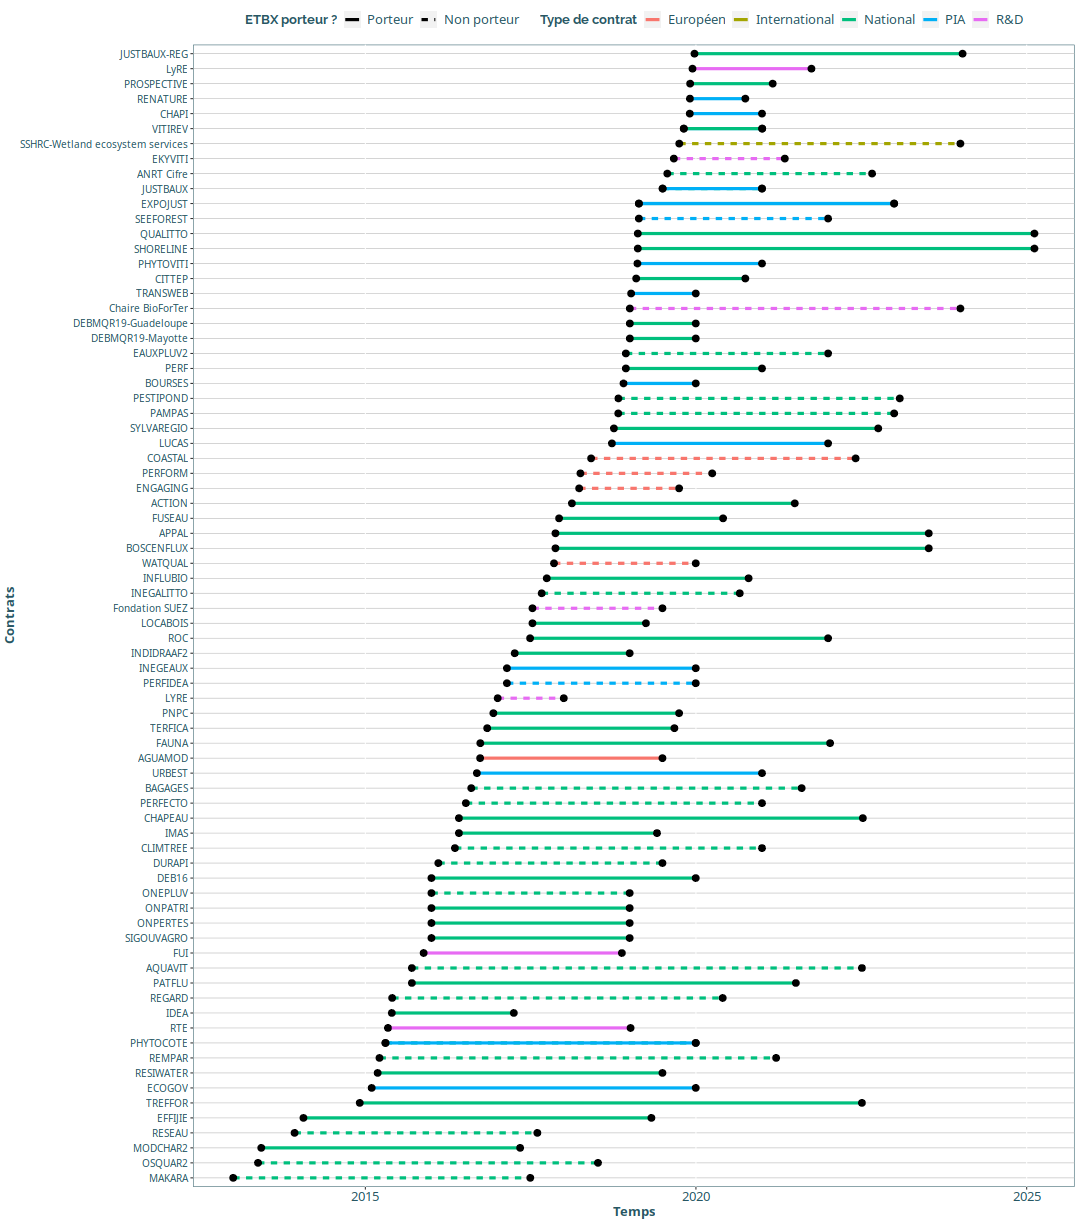 ETBX porteur ? Porteur Non porteur Type de contrat Européen International National PIA R&D
JUSTBAUX-REG
LyRE
PROSPECTIVE
RENATURE
CHAPI
VITIREV
SSHRC-Wetland ecosystem services
EKYVITI
ANRT Cifre
JUSTBAUX
EXPOJUST
SEEFOREST
QUALITTO
SHORELINE
PHYTOVITI
CITTEP
TRANSWEB
Chaire BioForTer
DEBMQR19-Guadeloupe
DEBMQR19-Mayotte
EAUXPLUV2
PERF
BOURSES
PESTIPOND
PAMPAS
SYLVAREGIO
LUCAS
COASTAL
PERFORM
ENGAGING
ACTION
FUSEAU
APPAL
BOSCENFLUX
WATQUAL
INFLUBIO
INEGALITTO
Fondation SUEZ
LOCABOIS
ROC
INDIDRAAF2
INEGEAUX
PERFIDEA
LYRE
PNPC
TERFICA
FAUNA
AGUAMOD
URBEST
BAGAGES
PERFECTO
CHAPEAU
IMAS
CLIMTREE
DURAPI
DEB16
ONEPLUV
ONPATRI
ONPERTES
SIGOUVAGRO
FUI
AQUAVIT
PATFLU
REGARD
IDEA
RTE
PHYTOCOTE
REMPAR
RESIWATER
ECOGOV
TREFFOR
EFFIJIE
RESEAU
MODCHAR2
OSQUAR2
MAKARA
Contrats
2015 2020 2025
Temps